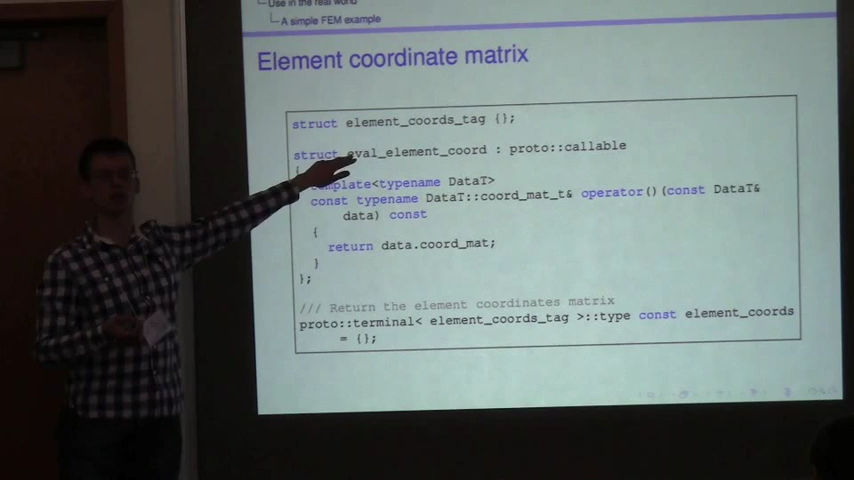 Use in the real world
A simple FEM example
Element coordinate matrix
struct element_coords_tag {};
struct eval_element_coord : proto::callable
{
template<typename DataT>
const typename DataT::coord_mat_t& operator()(const DataT&
data) const
{
return data.coord_mat;
}
};
/// Return the element coordinates matrix
proto::terminal< element_coords_tag >::type const element_coords
= {};